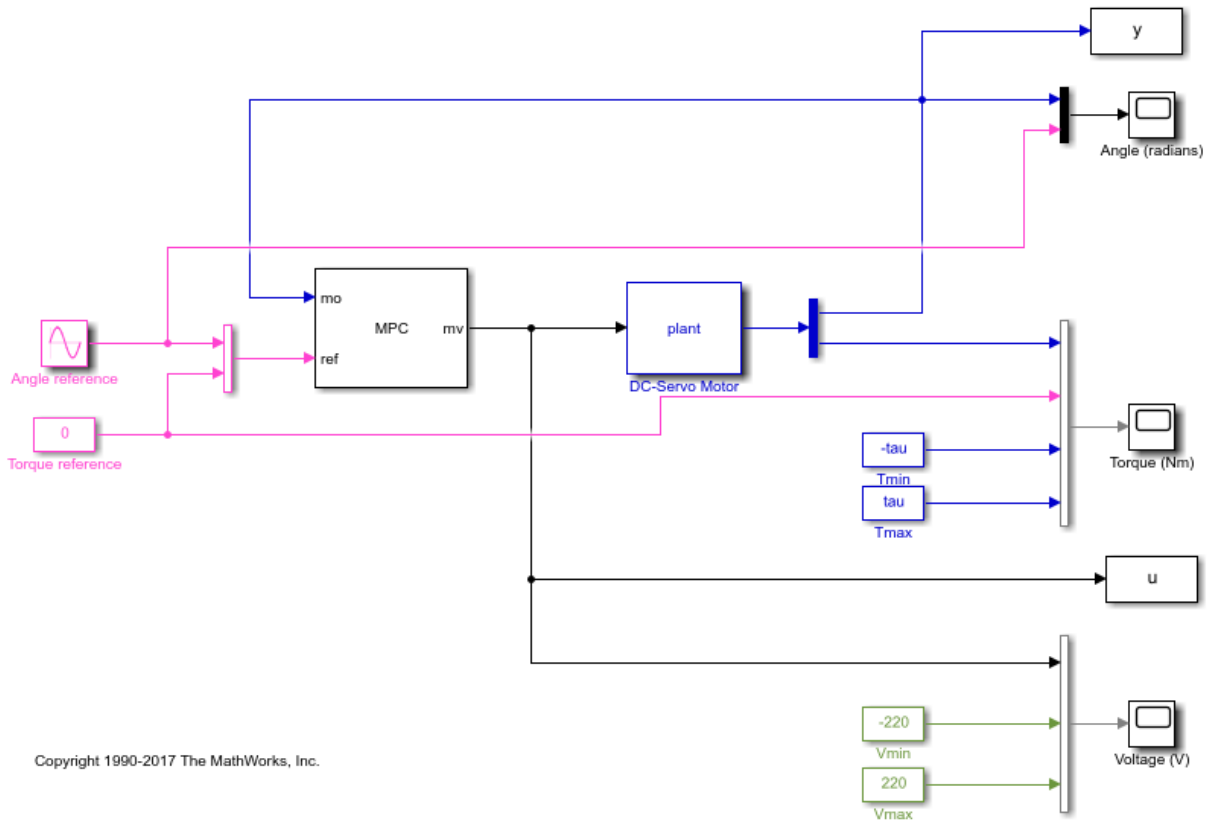 y
Angle (radians)
mo
MPC
mv
ref
plant
DC-Servo Motor
Angle reference
0
Torque reference
-tau
Tmin
tau
Tmax
Torque (Nm)
u
-220
Vmin
220
Vmax
Voltage (V)
Copyright 1990-2017 The MathWorks, Inc.